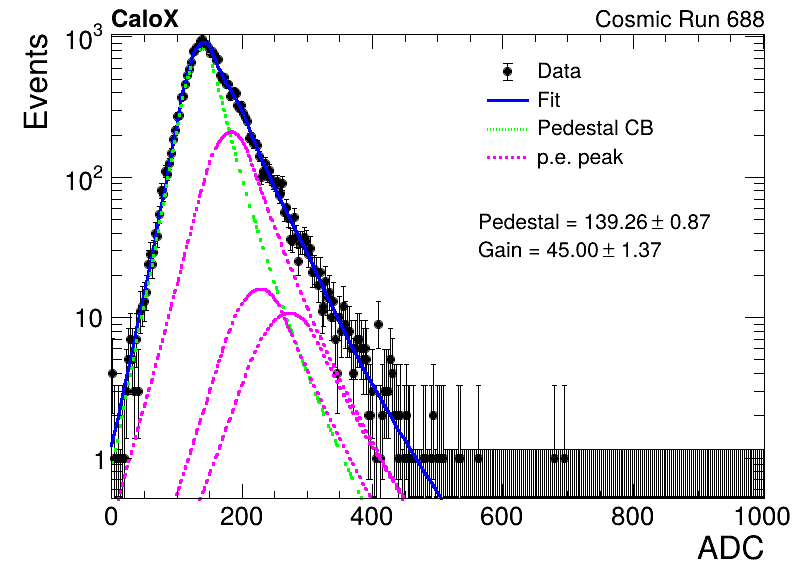 CaloX Cosmic Run 688
Events
10³
10²
10
1
Data
Fit
Pedestal CB
p.e. peak
Pedestal = 139.26 ± 0.87
Gain = 45.00 ± 1.37
0 200 400 600 800 1000
ADC